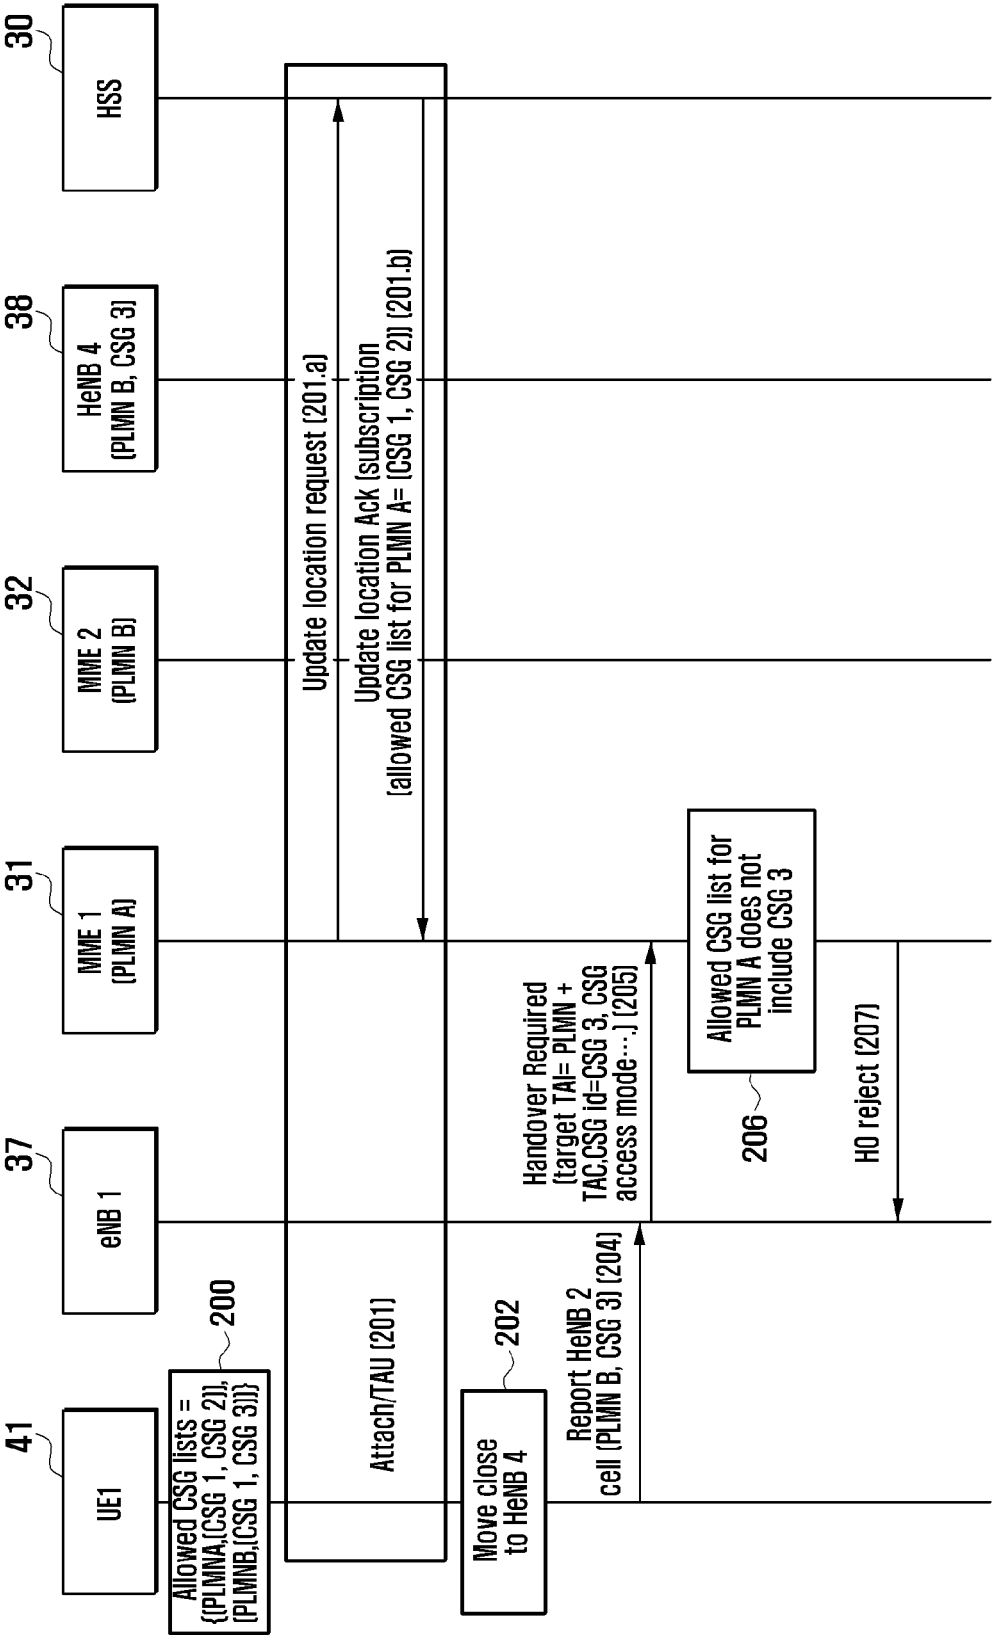 41
UE1
37
eNB 1
31
MME 1
(PLMN A)
32
MME 2
(PLMN B)
38
HeNB 4
(PLMN B, CSG 3)
30
HSS
Allowed CSG lists =
{(PLMNA,(CSG 1, CSG 2)),
(PLMNB,(CSG 1, CSG 3))}
200
Attach/TAU (201)
Update location request (201.a)
Update location Ack (subscription
(allowed CSG list for PLMN A= (CSG 1, CSG 2)) (201.b)
Move close
to HeNB 4
202
Report HeNB 2
cell (PLMN B, CSG 3) (204)
Handover Required
(target TAI= PLMN +
TAC,CSG id=CSG 3, CSG
access mode····) (205)
Allowed CSG list for
PLMN A does not
include CSG 3
206
HO reject (207)